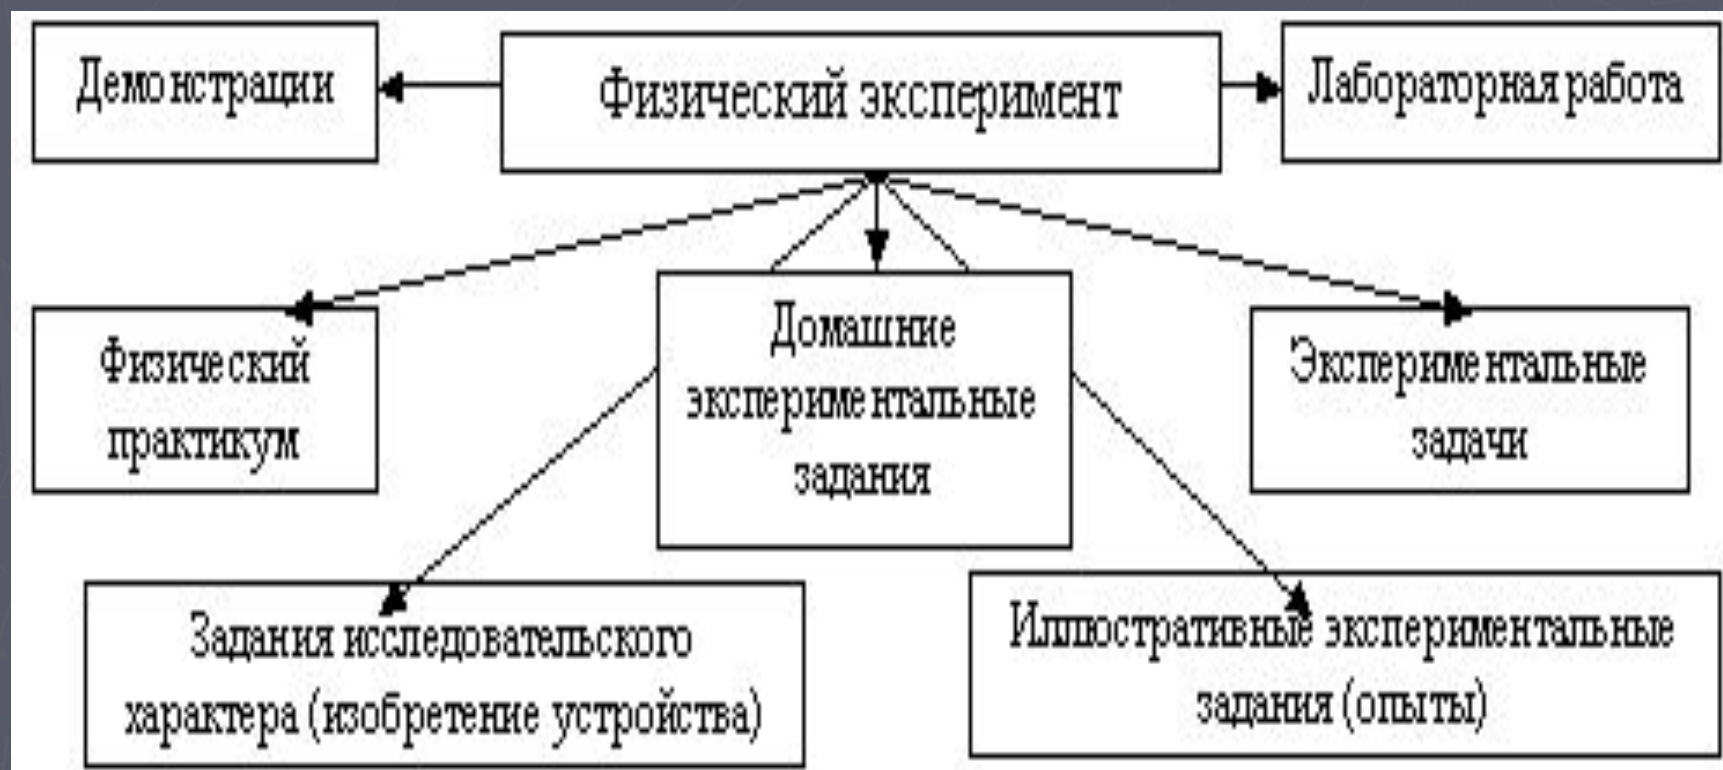 Демонстрации
Физический эксперимент
Лабораторная работа
Физический
практикум
Домашние
экспериментальные
задания
Экспериментальные
задачи
Задания исследовательского
характера (изобретение устройства)
Иллюстративные экспериментальные
задания (опыты)